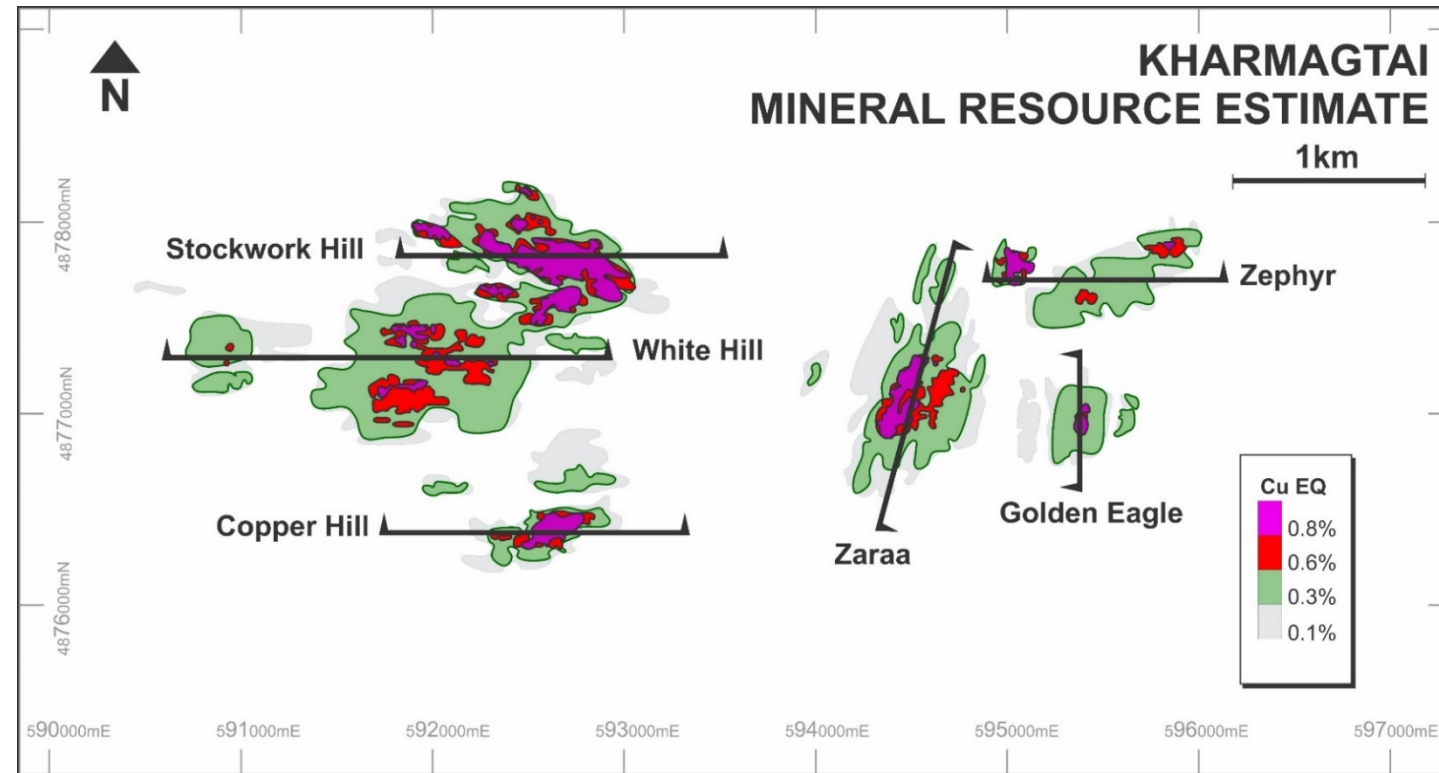 KHARMAGTAI
MINERAL RESOURCE ESTIMATE
N
1km
4878000mN
Stockwork Hill
Zephyr
White Hill
4877000mN
Cu EQ
0.8%
0.6%
0.3%
0.1%
Golden Eagle
Copper Hill
Zaraa
4876000mN
590000mE
591000mE
592000mE
593000mE
594000mE
595000mE
596000mE
597000mE